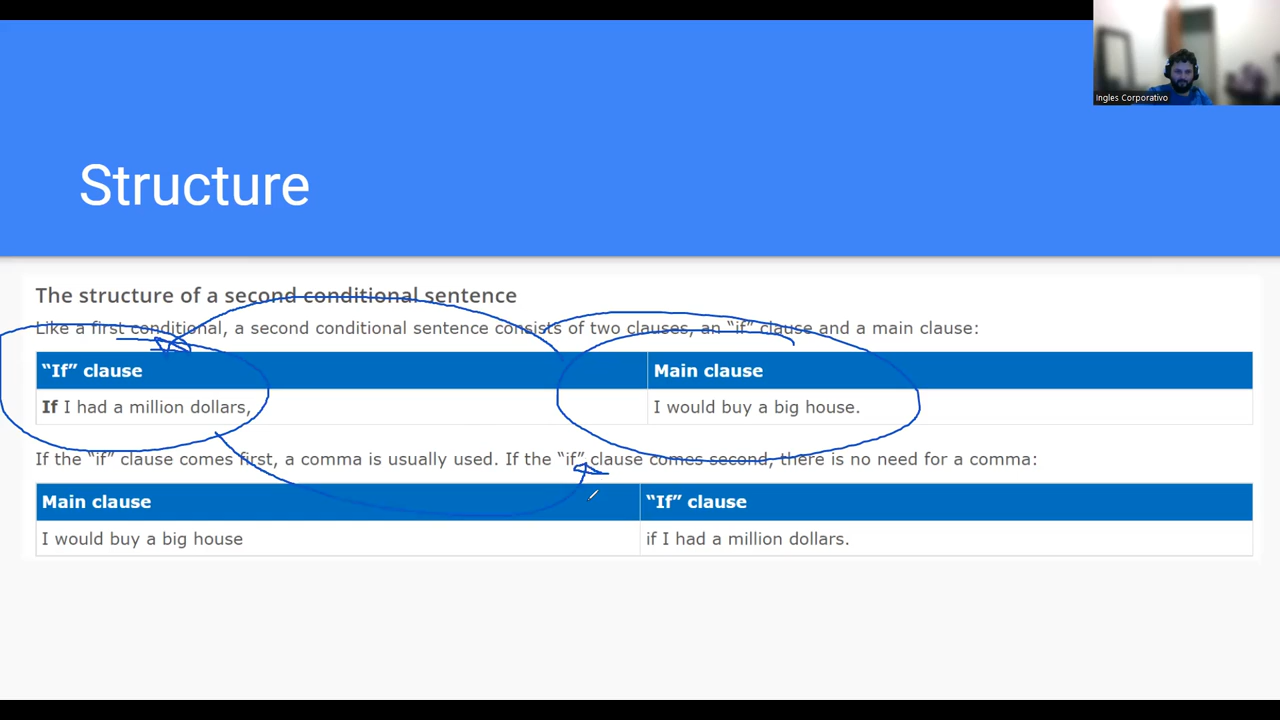 Ingles Corporativo
Structure
The structure of a second conditional sentence
Like a first conditional, a second conditional sentence consists of two clauses, an “if” clause and a main clause:
“If” clause Main clause
If I had a million dollars, I would buy a big house.
If the “if” clause comes first, a comma is usually used. If the “if” clause comes second, there is no need for a comma:
Main clause “If” clause
I would buy a big house if I had a million dollars.